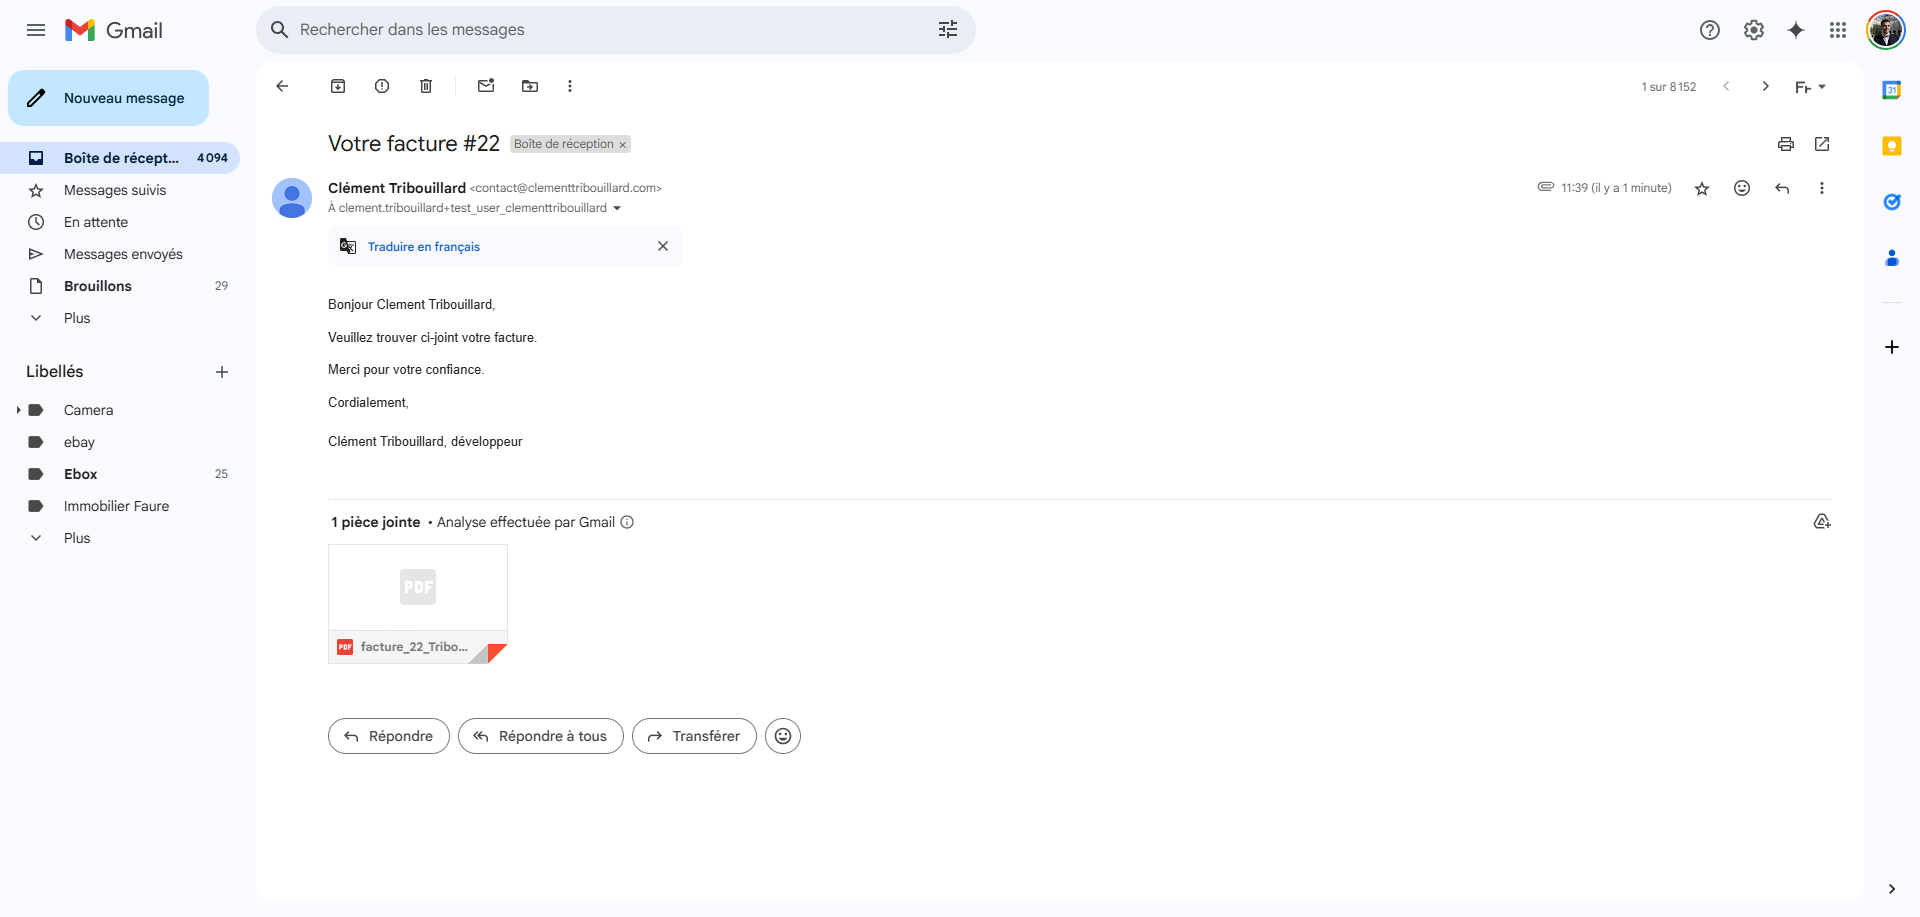 Gmail
Rechercher dans les messages
Nouveau message
Boîte de récept... 4 094
Messages suivis
En attente
Messages envoyés
Brouillons 29
Plus
Libellés
Camera
ebay
Ebox 25
Immobilier Faure
Plus
1 sur 8 152
Fr
Votre facture #22 Boîte de réception ×
Clément Tribouillard <contact@clementtribouillard.com> 11:39 (il y a 1 minute)
À clement.tribouillard+test_user_clementtribouillard
Traduire en français
Bonjour Clement Tribouillard,
Veuillez trouver ci-joint votre facture.
Merci pour votre confiance.
Cordialement,
Clément Tribouillard, développeur
1 pièce jointe • Analyse effectuée par Gmail
PDF
PDF facture_22_Tribo...
Répondre
Répondre à tous
Transférer
31